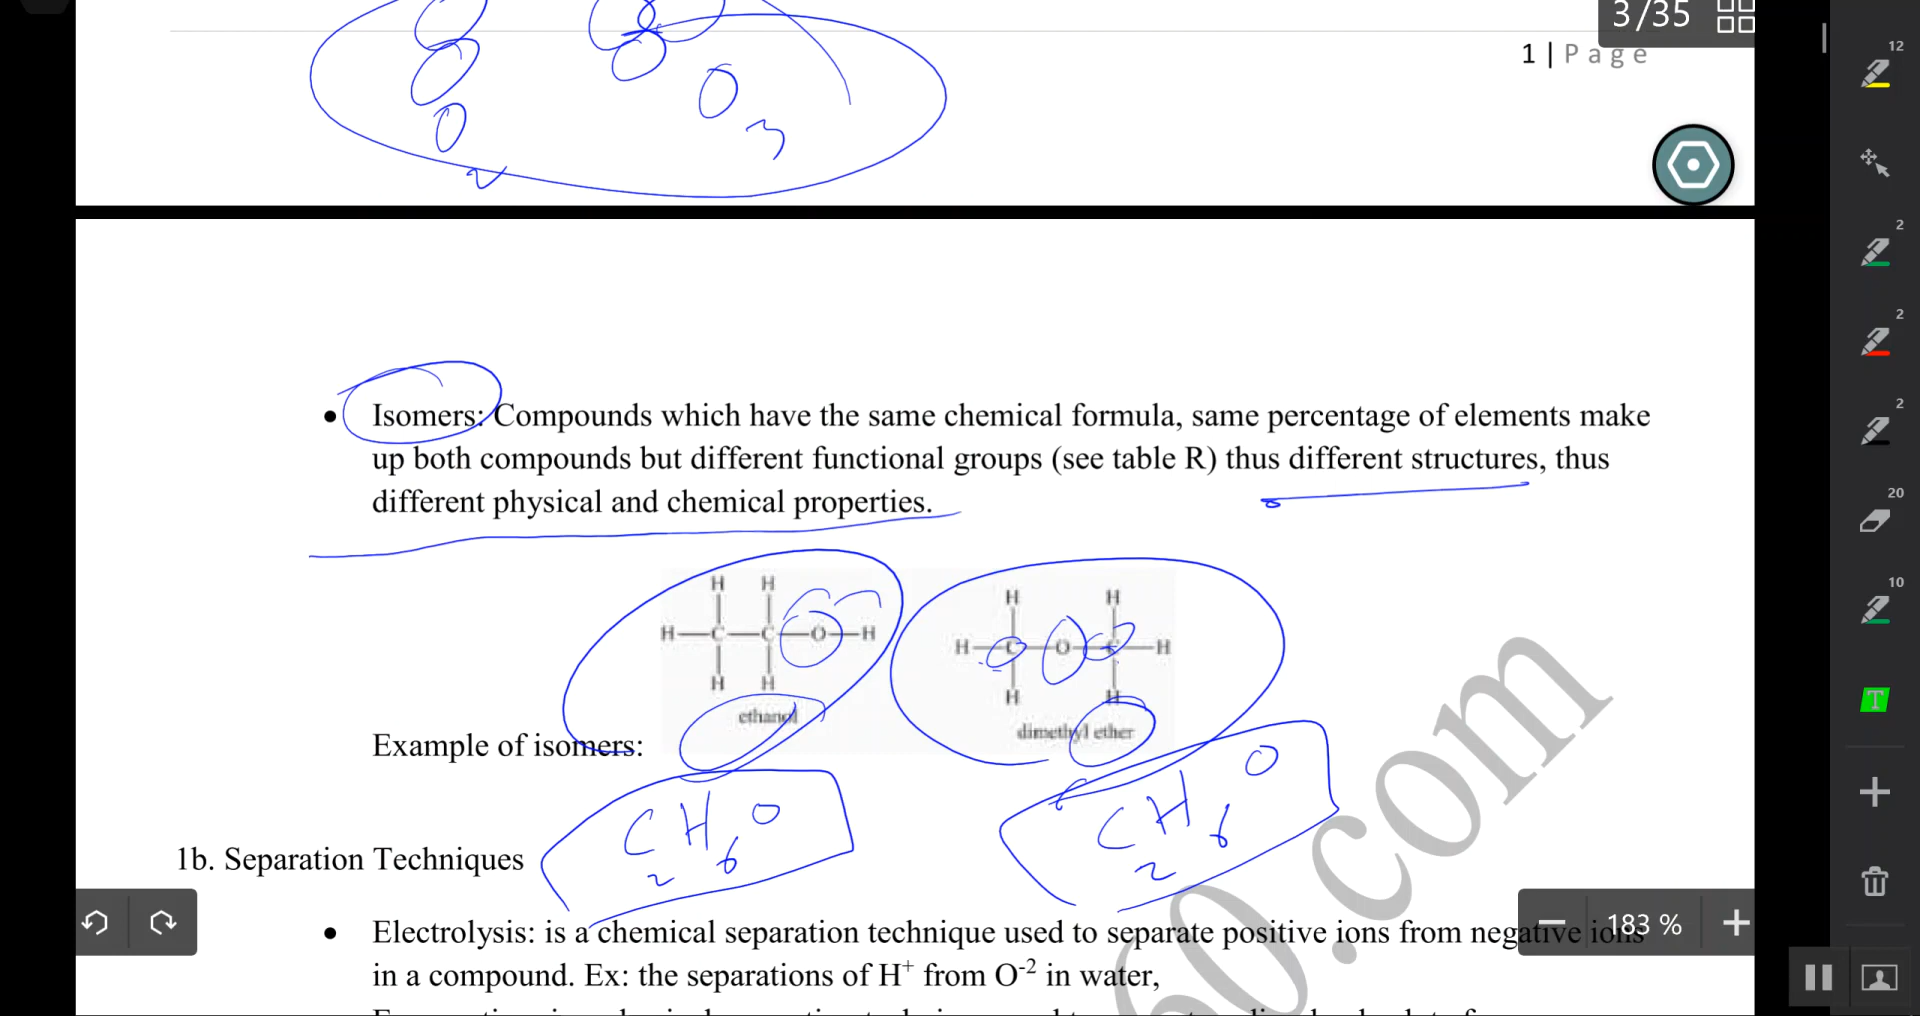 3/35
1 | Page
O
3
O
2
12
2
2
2
20
10
T
• Isomers: Compounds which have the same chemical formula, same percentage of elements make
up both compounds but different functional groups (see table R) thus different structures, thus
different physical and chemical properties.
H H
H—C—C—O—H
H H
ethanol
H H
H—C—O—C—H
H H
dimethyl ether
Example of isomers:
C2H6O
C2H6O
1b. Separation Techniques
• Electrolysis: is a chemical separation technique used to separate positive ions from negative ions
in a compound. Ex: the separations of H+ from O-2 in water,
60.com
183 %